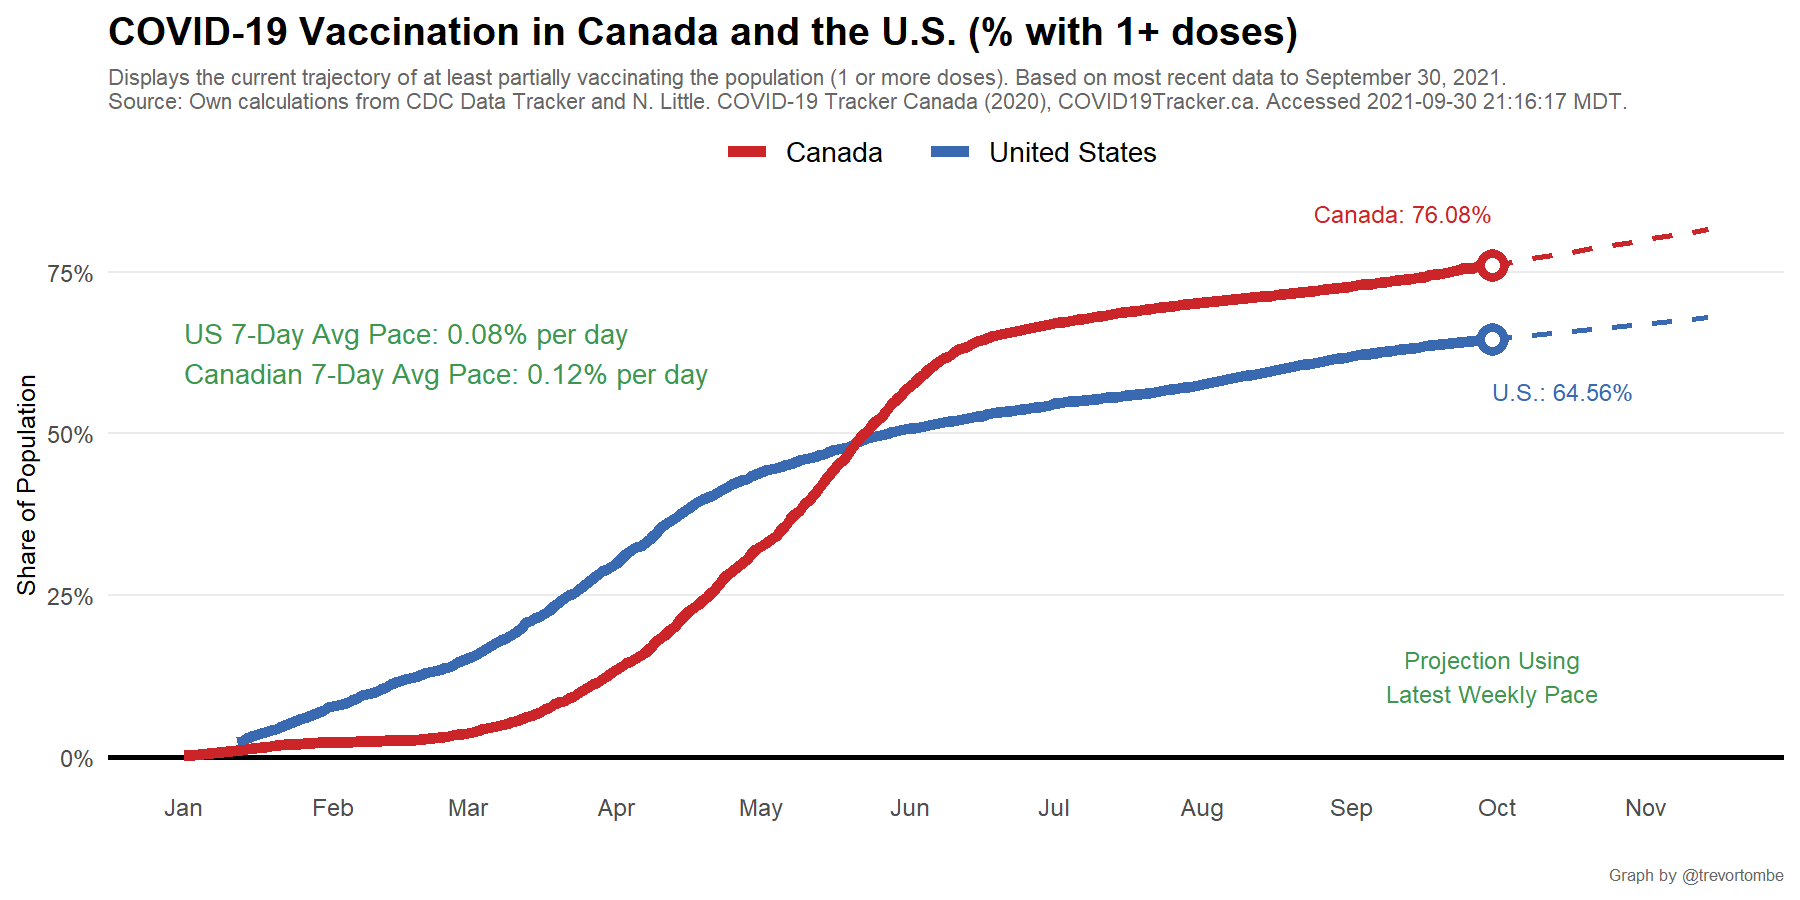 COVID-19 Vaccination in Canada and the U.S. (% with 1+ doses)
Displays the current trajectory of at least partially vaccinating the population (1 or more doses). Based on most recent data to September 30, 2021.
Source: Own calculations from CDC Data Tracker and N. Little. COVID-19 Tracker Canada (2020), COVID19Tracker.ca. Accessed 2021-09-30 21:16:17 MDT.
Canada
United States
Canada: 76.08%
75%
US 7-Day Avg Pace: 0.08% per day
Canadian 7-Day Avg Pace: 0.12% per day
U.S.: 64.56%
Share of Population
50%
25%
Projection Using
Latest Weekly Pace
0%
Jan Feb Mar Apr May Jun Jul Aug Sep Oct Nov
Graph by @trevortombe